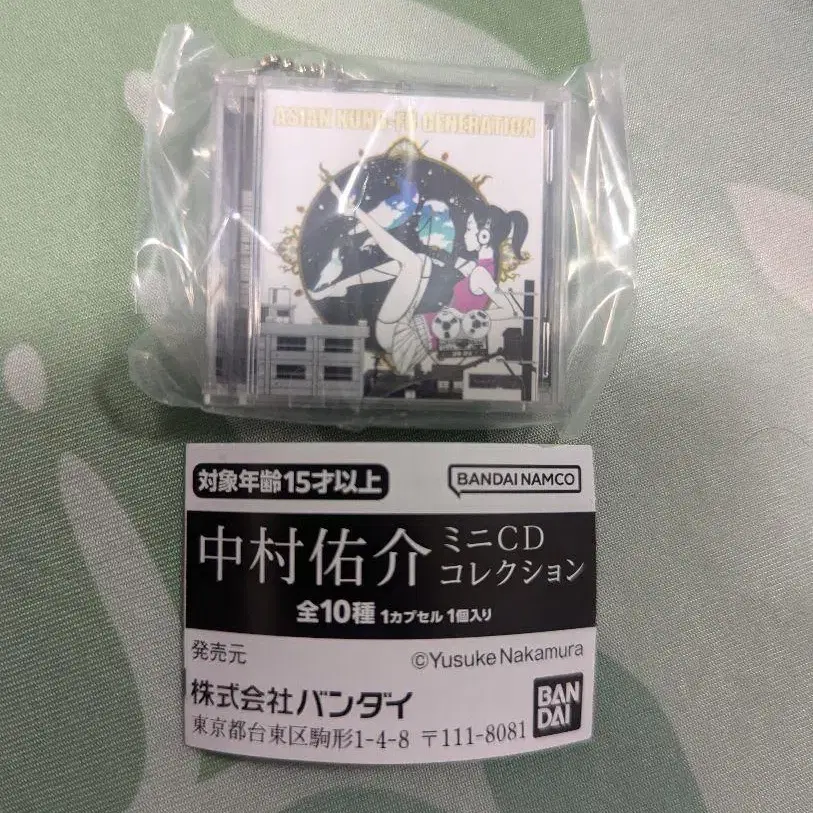 ASIAN KUNG-FU GENERATION
対象年齢15才以上
BANDAI NAMCO
中村佑介 ミニCD
コレクション
全10種 1カプセル 1個入り
発売元
©Yusuke Nakamura
株式会社バンダイ
東京都台東区駒形1-4-8 〒111-8081
BAN
DAI